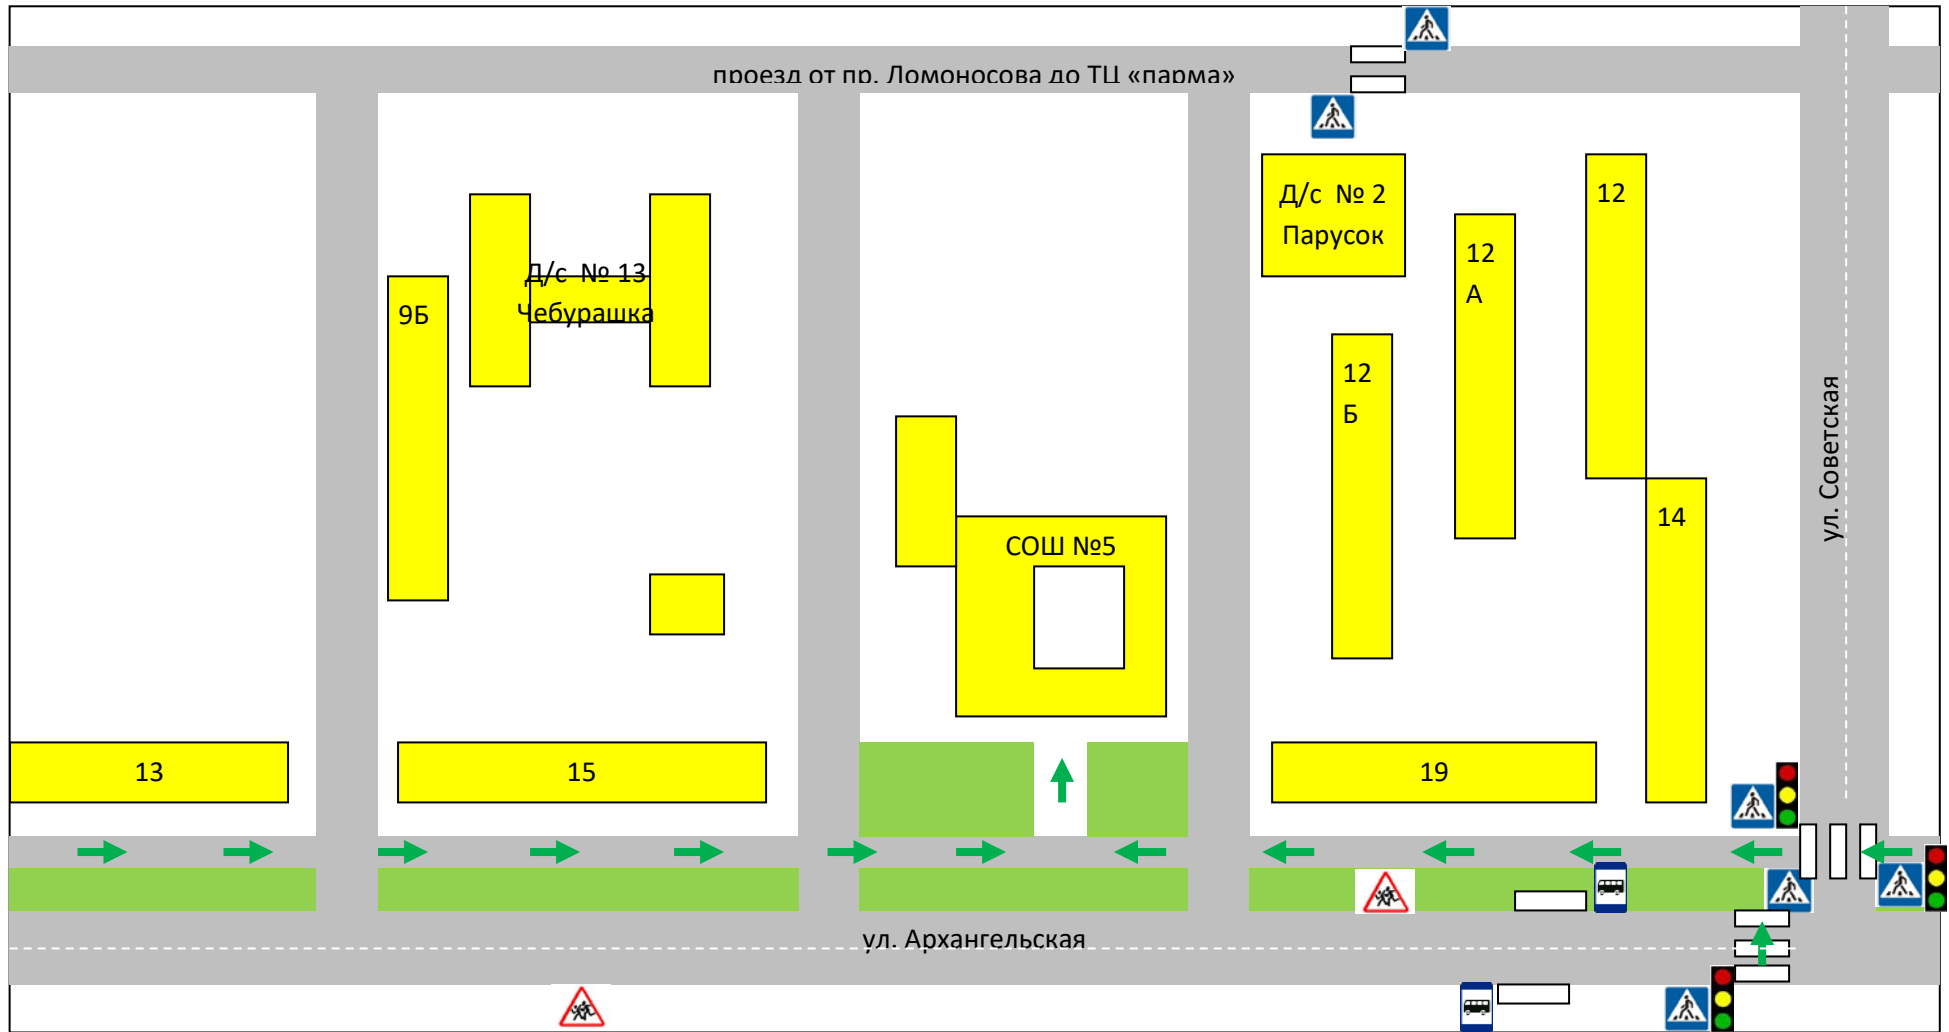 проезд от пр. Ломоносова до ТЦ «парма»
Д/с № 2
Парусок
12
12
А
Д/с № 13
Чебурашка
9Б
12
Б
ул. Советская
14
СОШ №5
13
15
19
ул. Архангельская